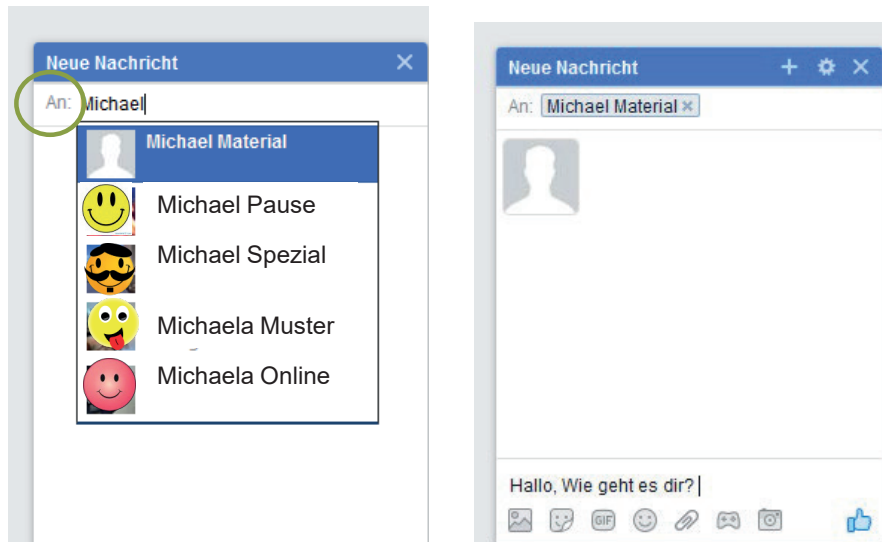 Neue Nachricht
An: Michael
Michael Material
Michael Pause
Michael Spezial
Michaela Muster
Michaela Online
Neue Nachricht
An: Michael Material
Hallo, Wie geht es dir?
GIF